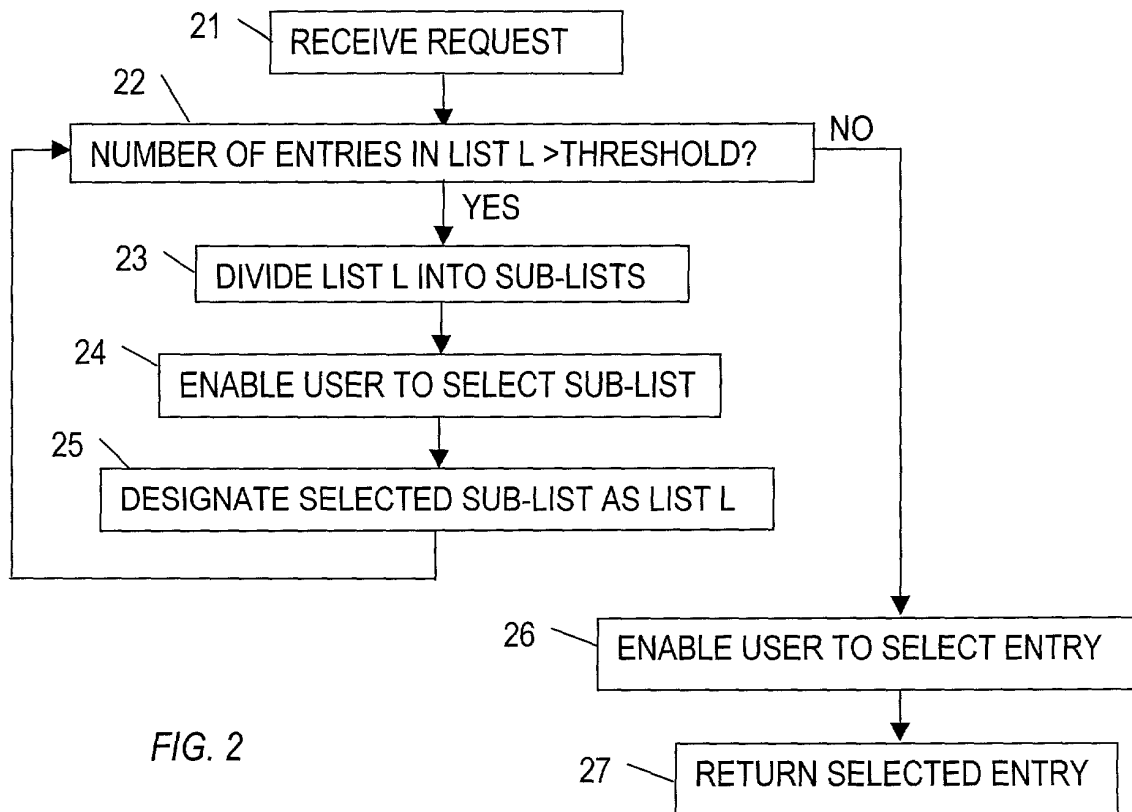 21
RECEIVE REQUEST
22
NUMBER OF ENTRIES IN LIST L >THRESHOLD?
NO
YES
23
DIVIDE LIST L INTO SUB-LISTS
24
ENABLE USER TO SELECT SUB-LIST
25
DESIGNATE SELECTED SUB-LIST AS LIST L
26
ENABLE USER TO SELECT ENTRY
27
RETURN SELECTED ENTRY
FIG. 2